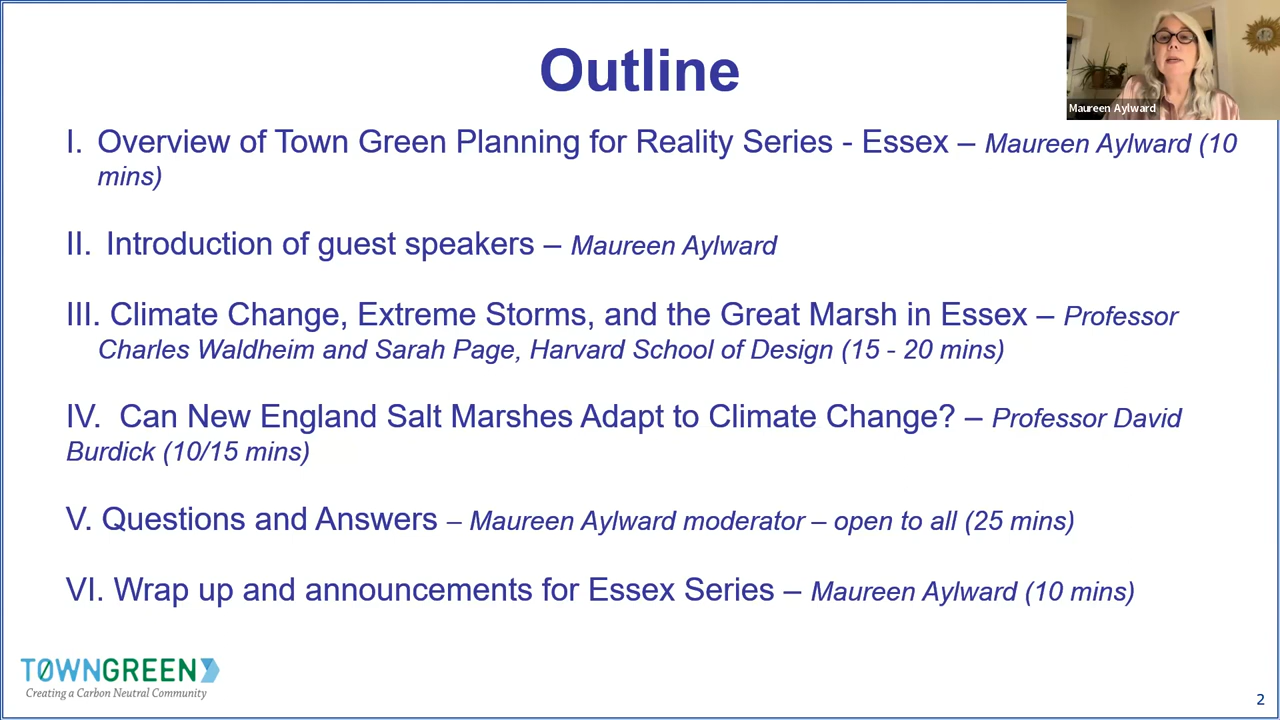 Outline
Maureen Aylward
I. Overview of Town Green Planning for Reality Series - Essex – Maureen Aylward (10
mins)
II. Introduction of guest speakers – Maureen Aylward
III. Climate Change, Extreme Storms, and the Great Marsh in Essex – Professor
Charles Waldheim and Sarah Page, Harvard School of Design (15 - 20 mins)
IV. Can New England Salt Marshes Adapt to Climate Change? – Professor David
Burdick (10/15 mins)
V. Questions and Answers – Maureen Aylward moderator – open to all (25 mins)
VI. Wrap up and announcements for Essex Series – Maureen Aylward (10 mins)
TOWNGREEN
Creating a Carbon Neutral Community
2